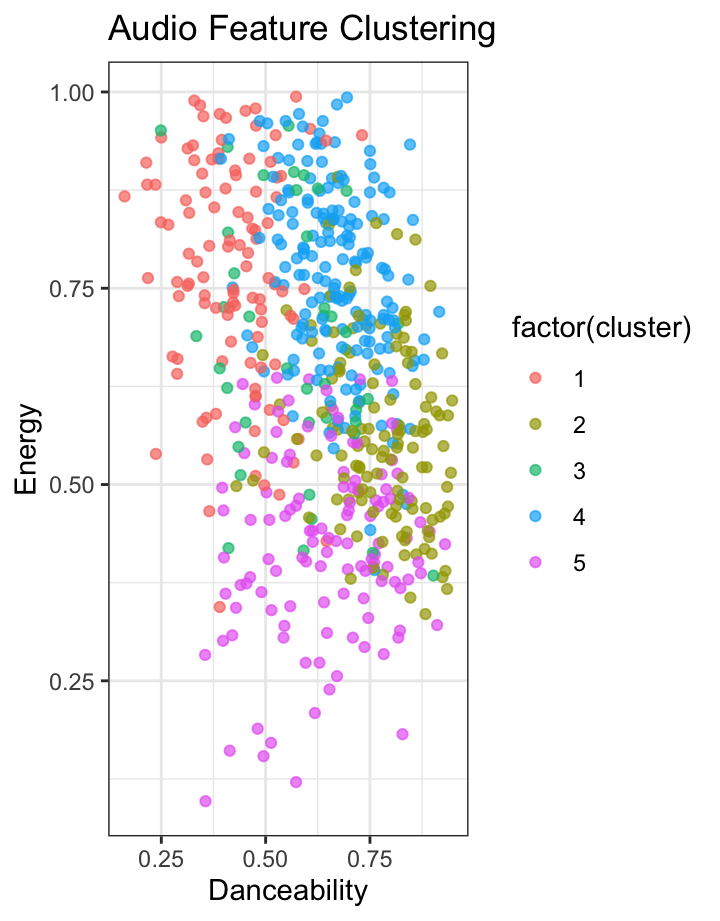 Audio Feature Clustering
1.00
0.75
0.50
0.25
Energy
0.25 0.50 0.75
Danceability
factor(cluster)
1
2
3
4
5